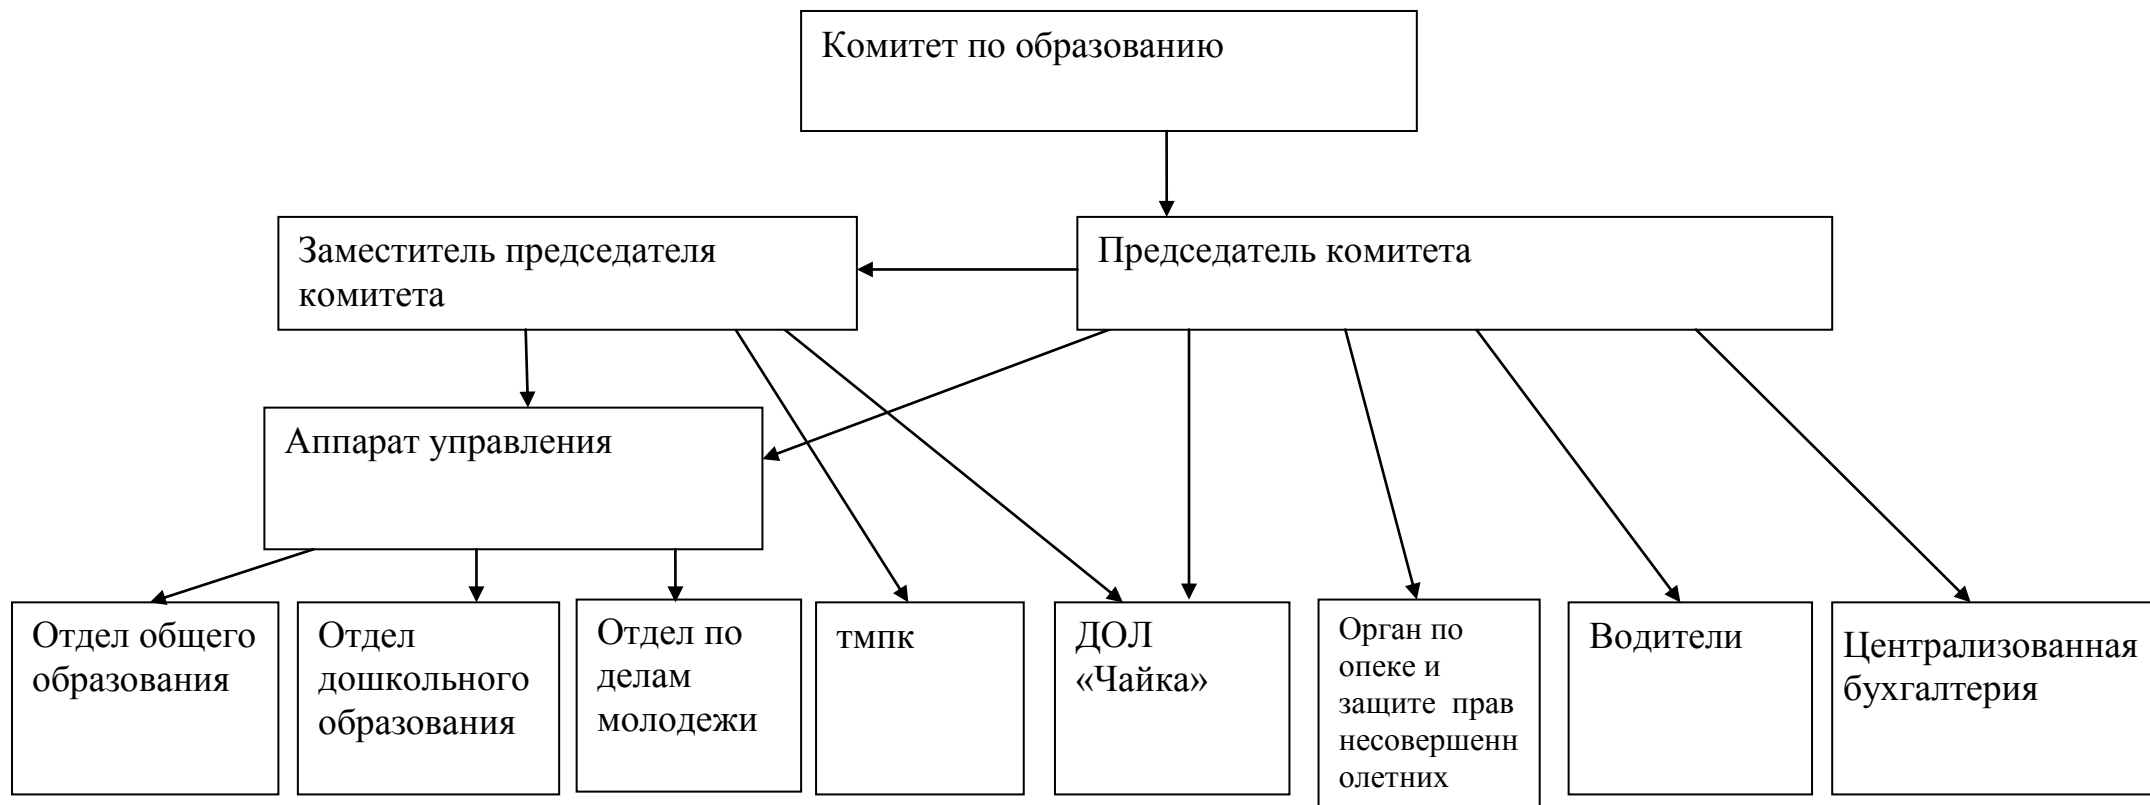 Комитет по образованию
Заместитель председателя
комитета
Председатель комитета
Аппарат управления
Отдел общего
образования
Отдел
дошкольного
образования
Отдел по
делам
молодежи
тмпк
ДОЛ
«Чайка»
Орган по
опеке и
защите прав
несовершенн
олетних
Водители
Централизованная
бухгалтерия